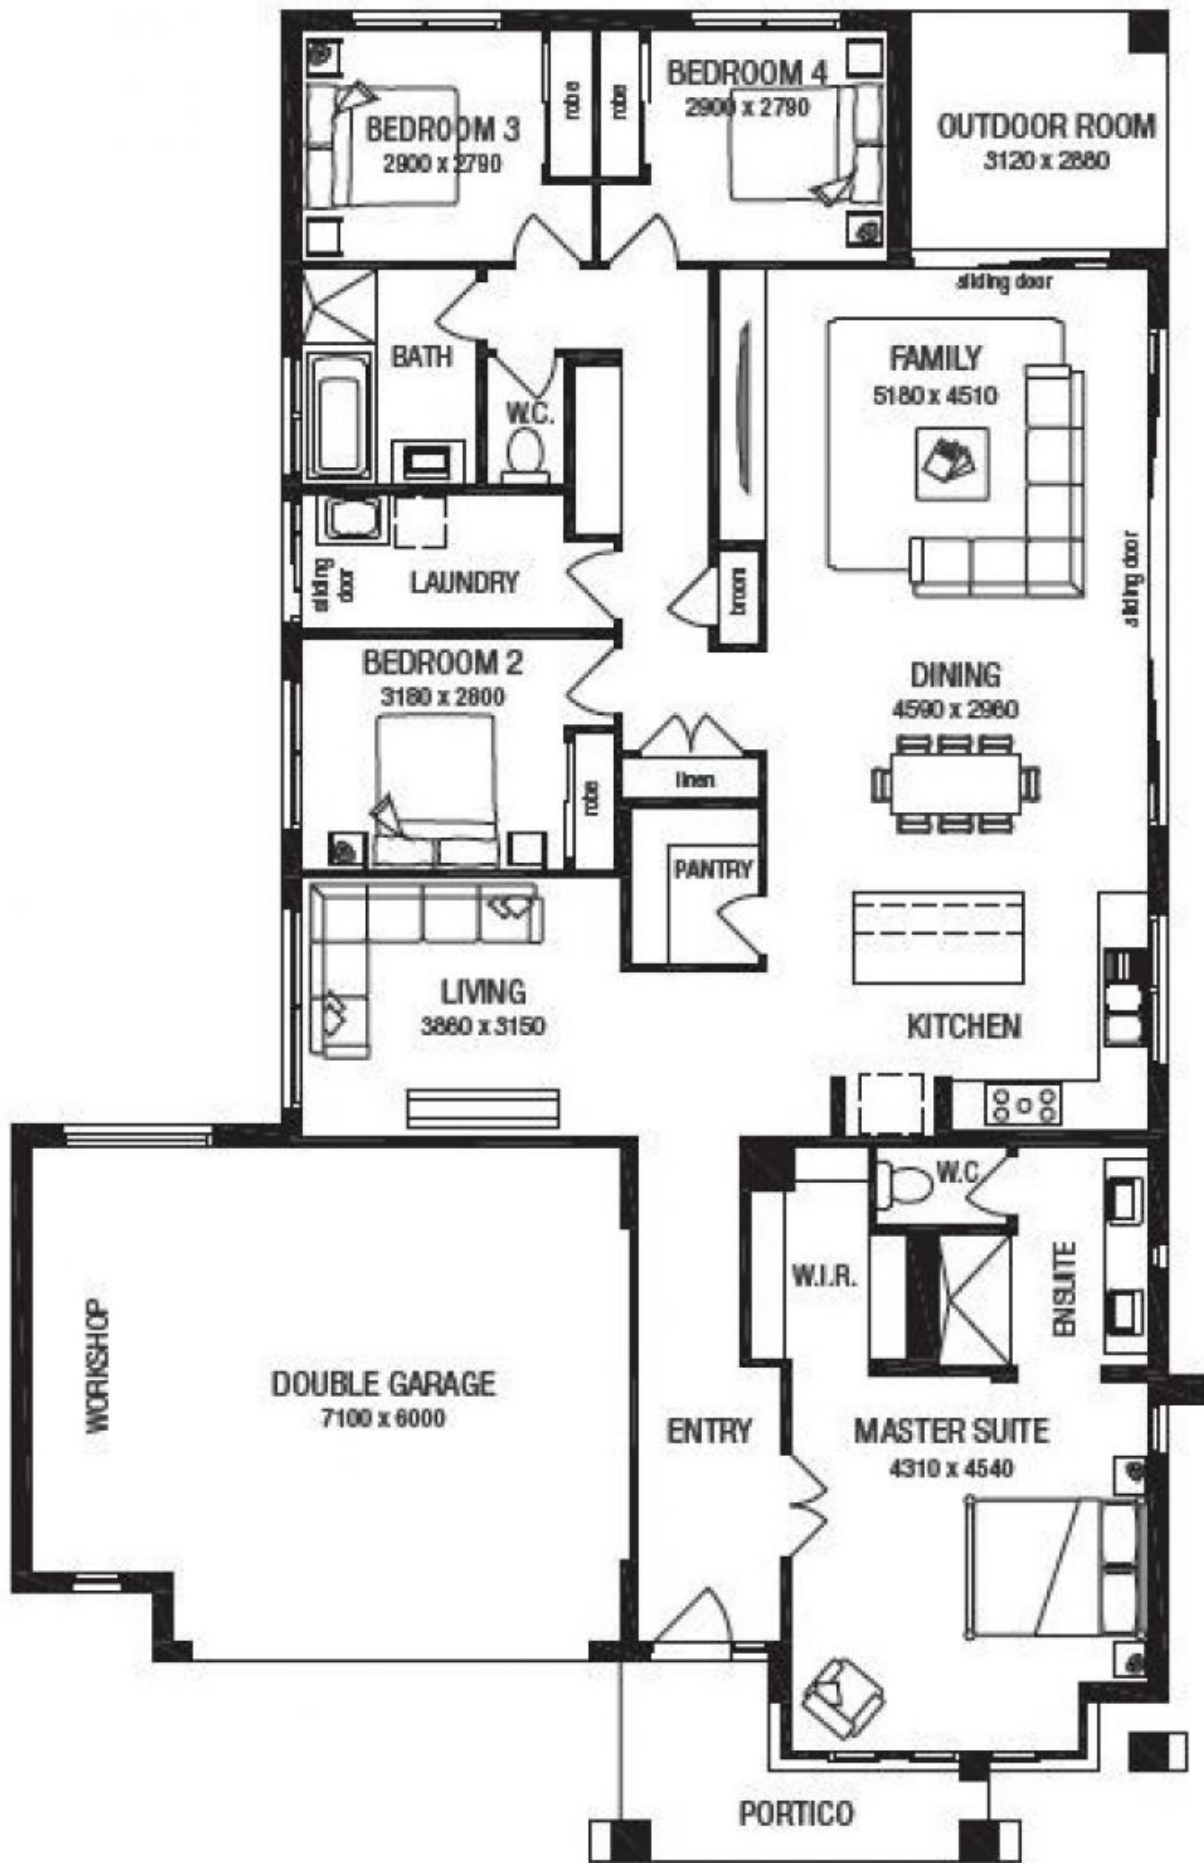 BEDROOM 3
2900 x 2790
robe
robe
BEDROOM 4
2900 x 2790
OUTDOOR ROOM
3120 x 2880
sliding door
BATH
W.C.
FAMILY
5180 x 4510
sliding door
LAUNDRY
sliding
door
broom
BEDROOM 2
3180 x 2800
robe
linen
DINING
4590 x 2960
PANTRY
LIVING
3860 x 3150
KITCHEN
W.C
W.I.R.
ENSUITE
WORKSHOP
DOUBLE GARAGE
7100 x 6000
ENTRY
MASTER SUITE
4310 x 4540
PORTICO